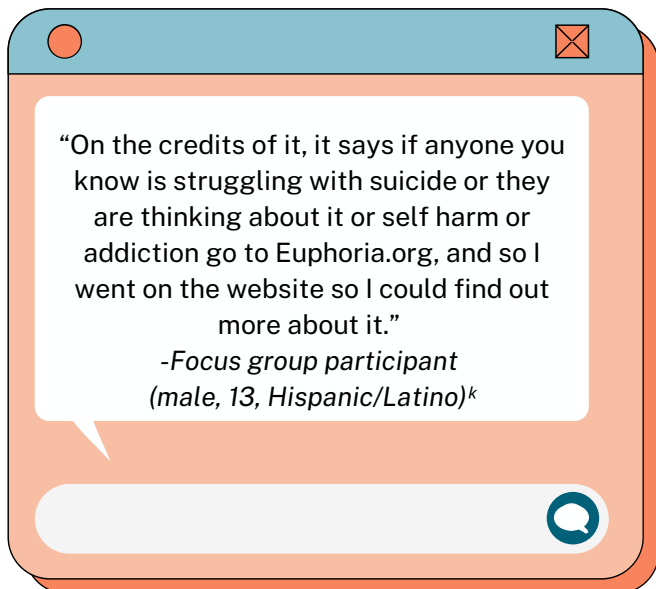 “On the credits of it, it says if anyone you
know is struggling with suicide or they
are thinking about it or self harm or
addiction go to Euphoria.org, and so I
went on the website so I could find out
more about it.”
-Focus group participant
(male, 13, Hispanic/Latino)ᵏ